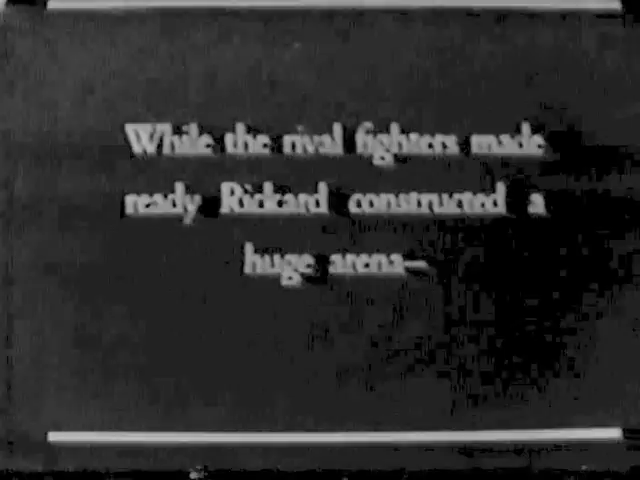 While the rival fighters made
ready Rickard constructed a
huge arena—